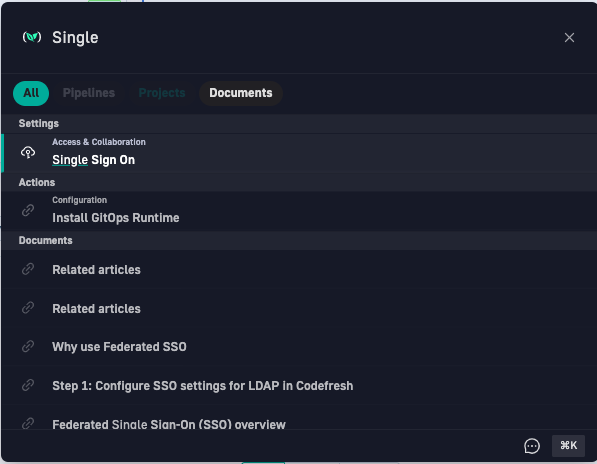 Single
All Pipelines Projects Documents
Settings
Access & Collaboration
Single Sign On
Actions
Configuration
Install GitOps Runtime
Documents
Related articles
Related articles
Why use Federated SSO
Step 1: Configure SSO settings for LDAP in Codefresh
Federated Single Sign-On (SSO) overview
⌘K